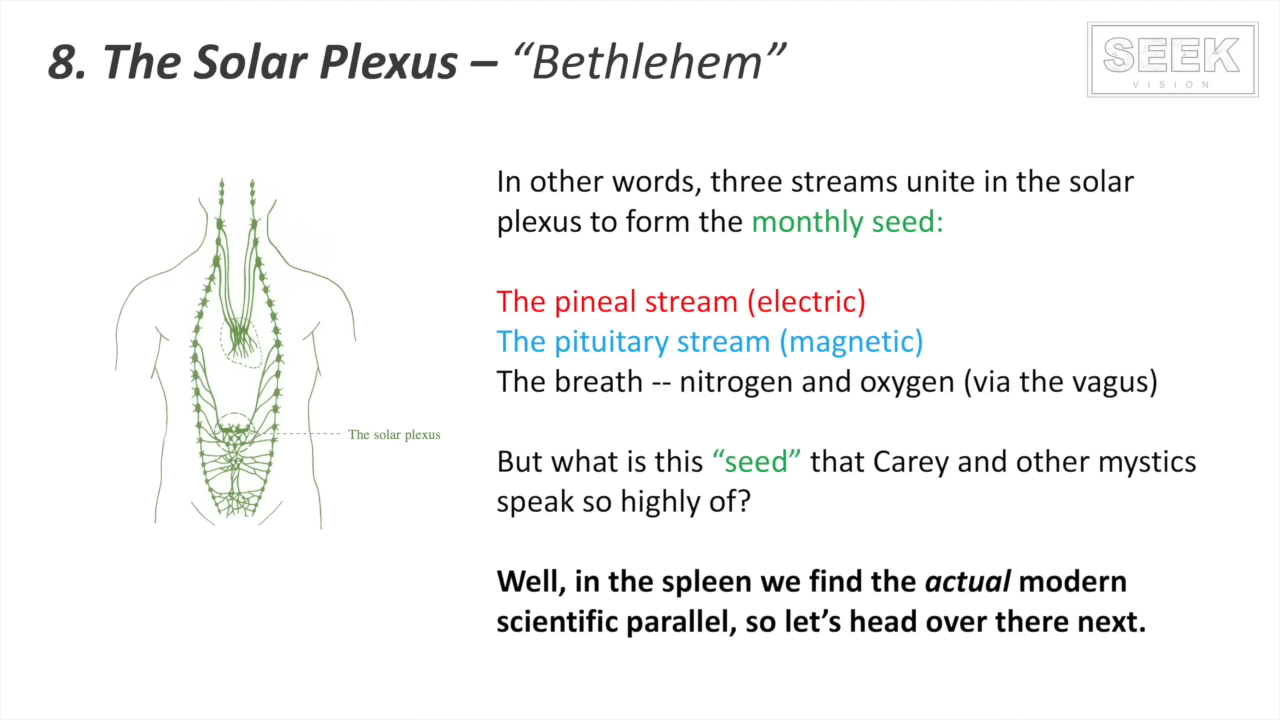 8. The Solar Plexus – “Bethlehem”
SEEK
VISION
In other words, three streams unite in the solar
plexus to form the monthly seed:
The pineal stream (electric)
The pituitary stream (magnetic)
The breath -- nitrogen and oxygen (via the vagus)
The solar plexus
But what is this “seed” that Carey and other mystics
speak so highly of?
Well, in the spleen we find the actual modern
scientific parallel, so let’s head over there next.